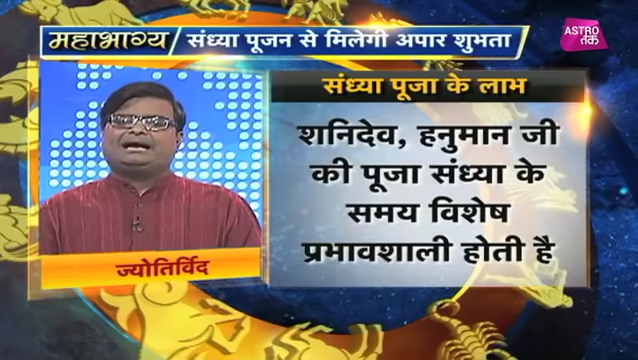 महाभाग्य
संध्या पूजन से मिलेगी अपार शुभता
ASTRO
तक
संध्या पूजा के लाभ
शनिदेव, हनुमान जी
की पूजा संध्या के
समय विशेष
प्रभावशाली होती है
ज्योतिर्विद